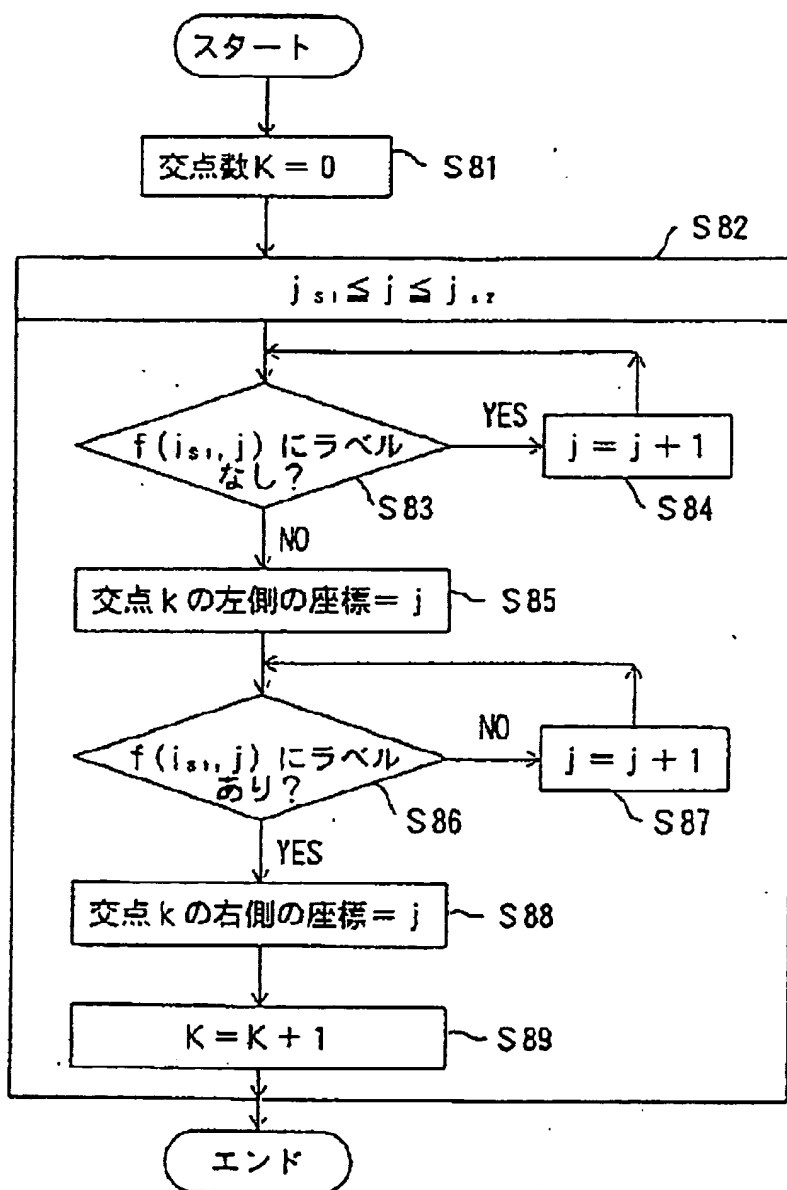 スタート
交点数K=0
S81
S82
j s1≦j≦j s2
f(is1,j)にラベル
なし?
YES
j=j+1
S83
S84
NO
交点kの左側の座標=j
S85
f(is1,j)にラベル
あり?
NO
j=j+1
S86
S87
YES
交点kの右側の座標=j
S88
K=K+1
S89
エンド